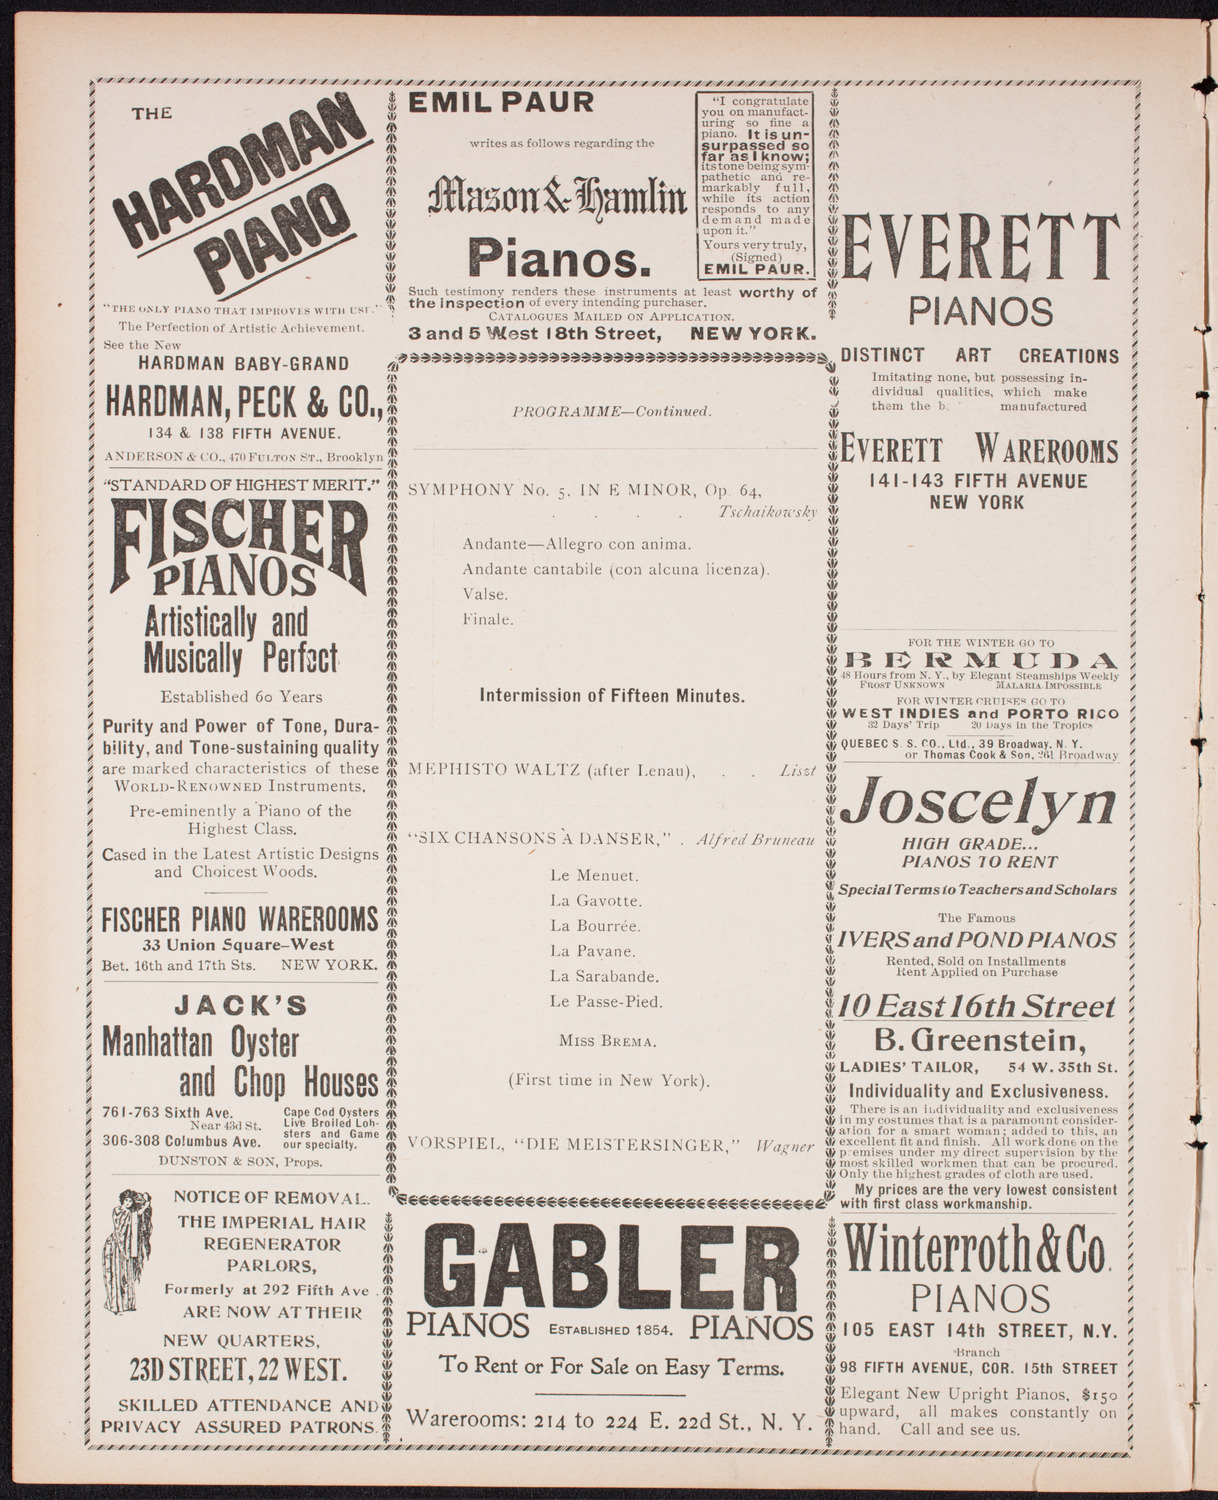 THE
HARDMAN
PIANO
"THE ONLY PIANO THAT IMPROVES WITH USE."
The Perfection of Artistic Achievement.
See the New
HARDMAN BABY-GRAND
HARDMAN, PECK & CO.,
134 & 138 FIFTH AVENUE.
ANDERSON & CO., 470 FULTON ST., Brooklyn
"STANDARD OF HIGHEST MERIT."
FISCHER
PIANOS
Artistically and
Musically Perfect
Established 60 Years
Purity and Power of Tone, Dura-
bility, and Tone-sustaining quality
are marked characteristics of these
WORLD-RENOWNED Instruments.
Pre-eminently a Piano of the
Highest Class.
Cased in the Latest Artistic Designs
and Choicest Woods.
FISCHER PIANO WAREROOMS
33 Union Square—West
Bet. 16th and 17th Sts. NEW YORK.
JACK'S
Manhattan Oyster
and Chop Houses
761-763 Sixth Ave.
Near 43d St.
306-308 Columbus Ave.
Cape Cod Oysters
Live Broiled Lob-
sters and Game
our specialty.
DUNSTON & SON, Props.
NOTICE OF REMOVAL.
THE IMPERIAL HAIR
REGENERATOR
PARLORS,
Formerly at 292 Fifth Ave.
ARE NOW AT THEIR
NEW QUARTERS,
23D STREET, 22 WEST.
SKILLED ATTENDANCE AND
PRIVACY ASSURED PATRONS.
EMIL PAUR
writes as follows regarding the
Mason & Hamlin
Pianos.
"I congratulate
you on manufact-
uring so fine a
piano. It is un-
surpassed so
far as I know;
its tone being sym-
pathetic and re-
markably full,
while its action
responds to any
demand made
upon it."
Yours very truly,
(Signed)
EMIL PAUR.
Such testimony renders these instruments at least worthy of
the inspection of every intending purchaser.
CATALOGUES MAILED ON APPLICATION.
3 and 5 West 18th Street, NEW YORK.
PROGRAMME—Continued.
SYMPHONY No. 5, IN E MINOR, Op. 64,
. . . . Tschaikowsky
Andante—Allegro con anima.
Andante cantabile (con alcuna licenza).
Valse.
Finale.
Intermission of Fifteen Minutes.
MEPHISTO WALTZ (after Lenau), . . Liszt
"SIX CHANSONS À DANSER," . Alfred Bruneau
Le Menuet.
La Gavotte.
La Bourrée.
La Pavane.
La Sarabande.
Le Passe-Pied.
MISS BREMA.
(First time in New York).
VORSPIEL, "DIE MEISTERSINGER," Wagner
GABLER
PIANOS ESTABLISHED 1854. PIANOS
To Rent or For Sale on Easy Terms.
Warerooms: 214 to 224 E. 22d St., N. Y.
EVERETT
PIANOS
DISTINCT ART CREATIONS
Imitating none, but possessing in-
dividual qualities, which make
them the b. manufactured
EVERETT WAREROOMS
141-143 FIFTH AVENUE
NEW YORK
FOR THE WINTER GO TO
BERMUDA
48 Hours from N. Y., by Elegant Steamships Weekly
FROST UNKNOWN MALARIA IMPOSSIBLE
FOR WINTER CRUISES GO TO
WEST INDIES and PORTO RICO
32 Days' Trip 20 Days in the Tropics
QUEBEC S. S. CO., Ltd., 39 Broadway, N. Y.
or Thomas Cook & Son, 261 Broadway
Joscelyn
HIGH GRADE...
PIANOS TO RENT
Special Terms to Teachers and Scholars
The Famous
IVERS and POND PIANOS
Rented, Sold on Installments
Rent Applied on Purchase
10 East 16th Street
B. Greenstein,
LADIES' TAILOR, 54 W. 35th St.
Individuality and Exclusiveness.
There is an individuality and exclusiveness
in my costumes that is a paramount consider-
ation for a smart woman; added to this, an
excellent fit and finish. All work done on the
premises under my direct supervision by the
most skilled workmen that can be procured.
Only the highest grades of cloth are used.
My prices are the very lowest consistent
with first class workmanship.
Winterroth & Co.
PIANOS
105 EAST 14th STREET, N.Y.
Branch
98 FIFTH AVENUE, COR. 15th STREET
Elegant New Upright Pianos, $150
upward, all makes constantly on
hand. Call and see us.